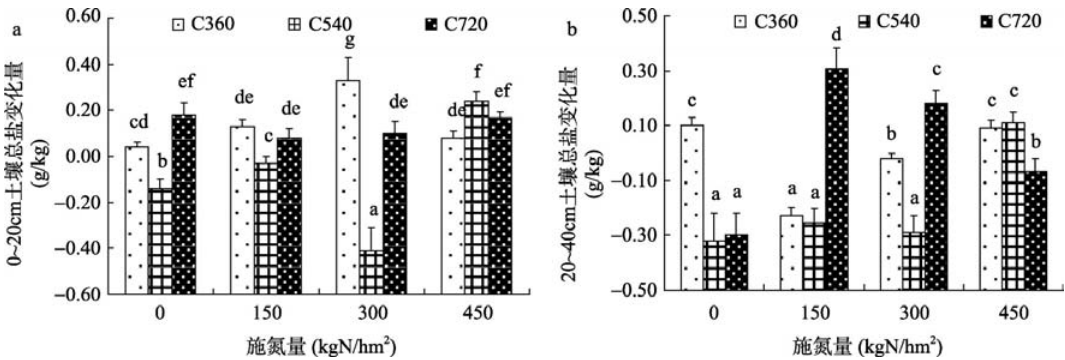 a
0.60
0.40
0.20
0.00
−0.20
−0.40
−0.60
0~20cm土壤总盐变化量
(g/kg)
C360 C540 C720
cd b ef de c de g a de de f ef
0 150 300 450
施氮量 (kgN/hm²)
b
0.50
0.30
0.10
−0.10
−0.30
−0.50
20~40cm土壤总盐变化量
(g/kg)
C360 C540 C720
c a a a a d b a c c c b
0 150 300 450
施氮量 (kgN/hm²)